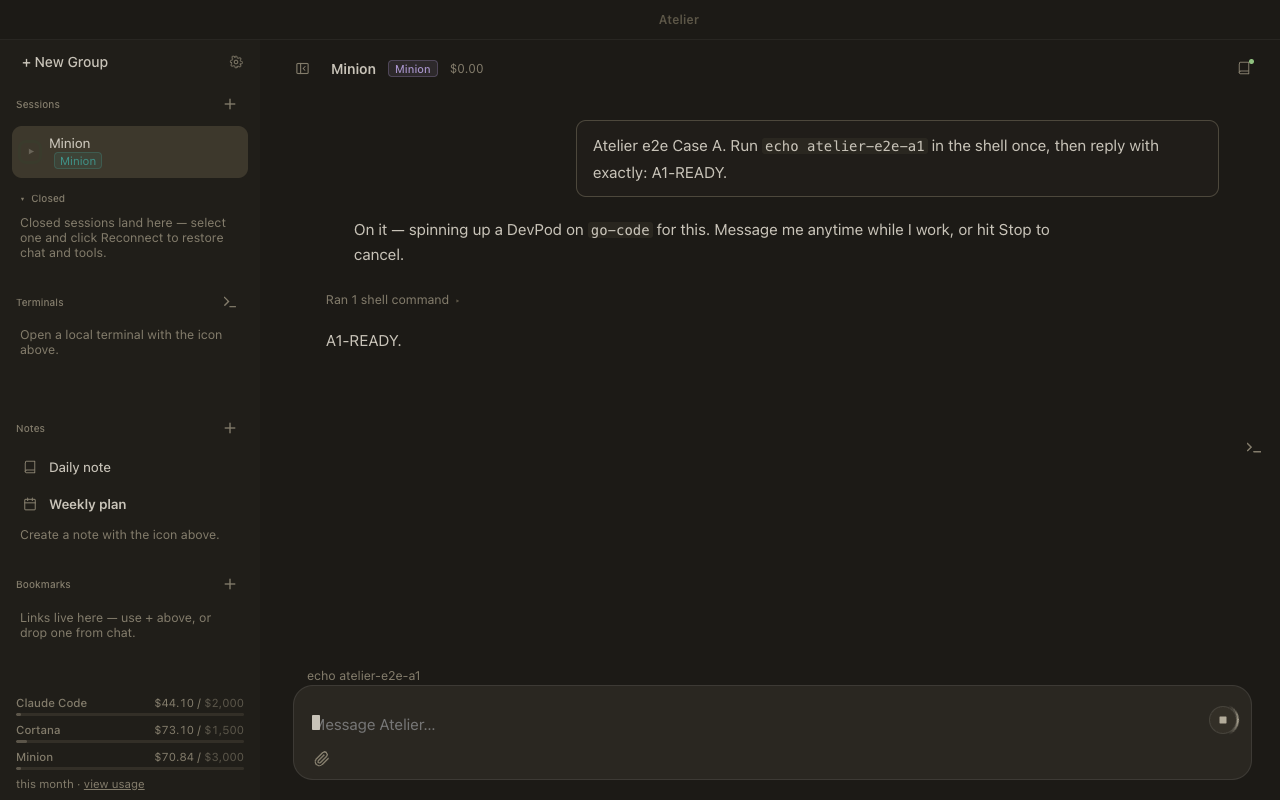 Atelier
+ New Group
Sessions
Minion
Minion
Closed
Closed sessions land here — select
one and click Reconnect to restore
chat and tools.
Terminals
Open a local terminal with the icon
above.
Notes
Daily note
Weekly plan
Create a note with the icon above.
Bookmarks
Links live here — use + above, or
drop one from chat.
Claude Code $44.10 / $2,000
Cortana $73.10 / $1,500
Minion $70.84 / $3,000
this month · view usage
Minion Minion $0.00
Atelier e2e Case A. Run echo atelier-e2e-a1 in the shell once, then reply with
exactly: A1-READY.
On it — spinning up a DevPod on go-code for this. Message me anytime while I work, or hit Stop to
cancel.
Ran 1 shell command
A1-READY.
echo atelier-e2e-a1
Message Atelier...